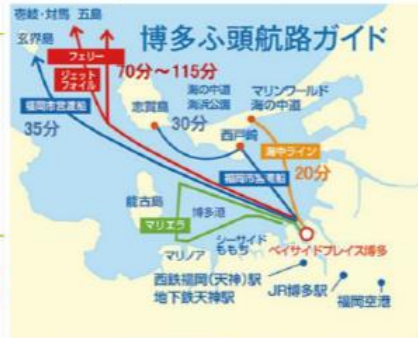 壱岐・対馬 五島
博多ふ頭航路ガイド
玄界島
フェリー
ジェット
フォイル
70分～115分
福岡市営渡船
35分
志賀島
30分
海の中道
海浜公園
マリンワールド
海の中道
西戸崎
海中ライン
20分
福岡市営渡船
能古島
マリエラ
博多湾
マリノア
シーサイド
ももち
ベイサイドプレイス博多
西鉄福岡(天神)駅
地下鉄天神駅
JR博多駅
福岡空港